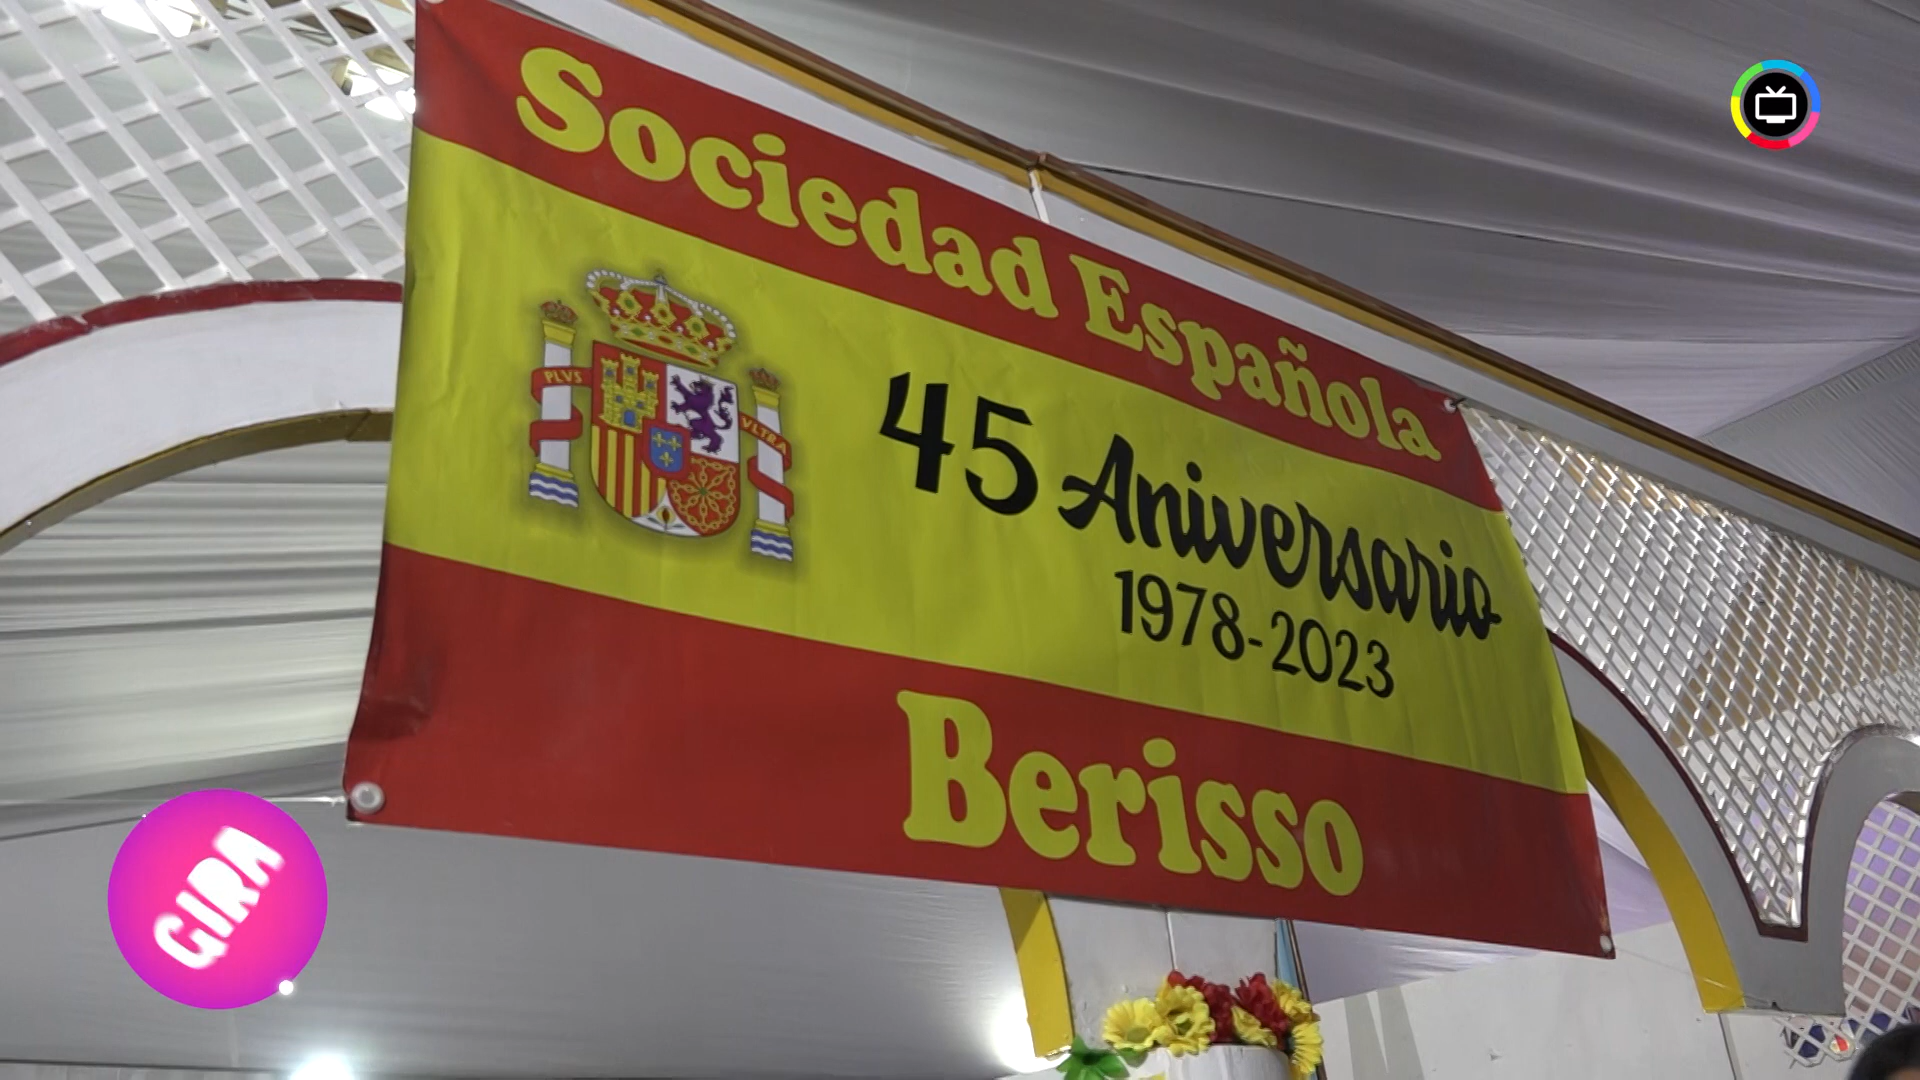 Sociedad Española
PLVS
VLTRA
45 Aniversario
1978-2023
Berisso
GIRA